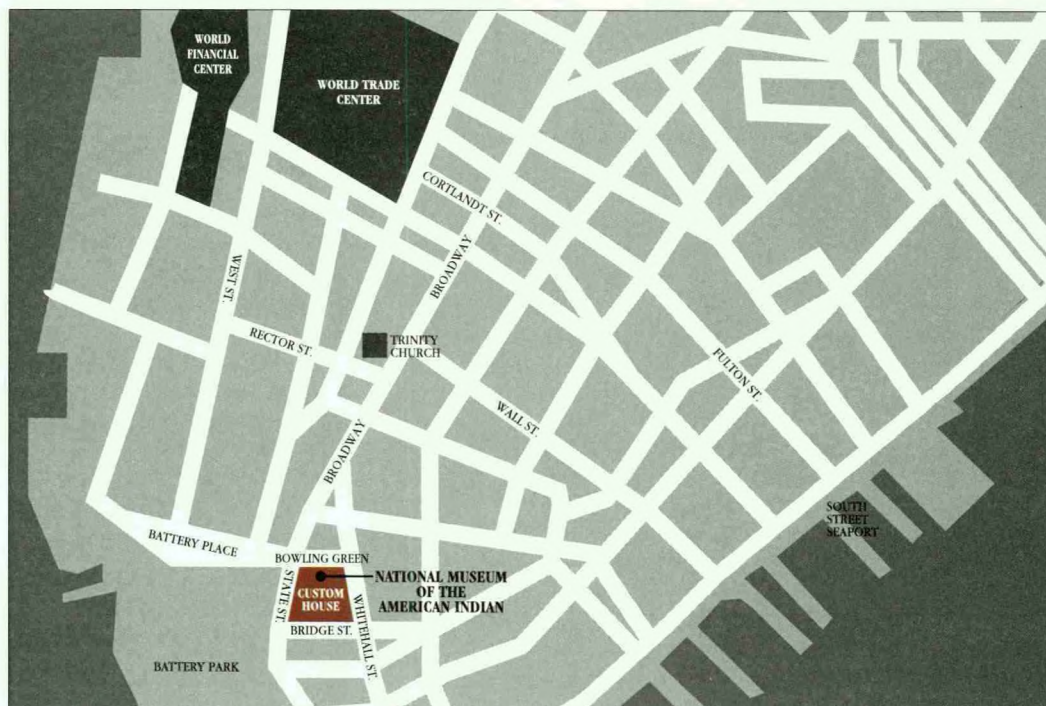 WORLD
FINANCIAL
CENTER
WORLD TRADE
CENTER
CORTLANDT ST.
BROADWAY
WEST ST.
RECTOR ST.
TRINITY
CHURCH
FULTON ST.
WALL ST.
BROADWAY
SOUTH
STREET
SEAPORT
BATTERY PLACE
BOWLING GREEN
STATE ST.
CUSTOM
HOUSE
NATIONAL MUSEUM
OF THE
AMERICAN INDIAN
WHITEHALL ST.
BRIDGE ST.
BATTERY PARK